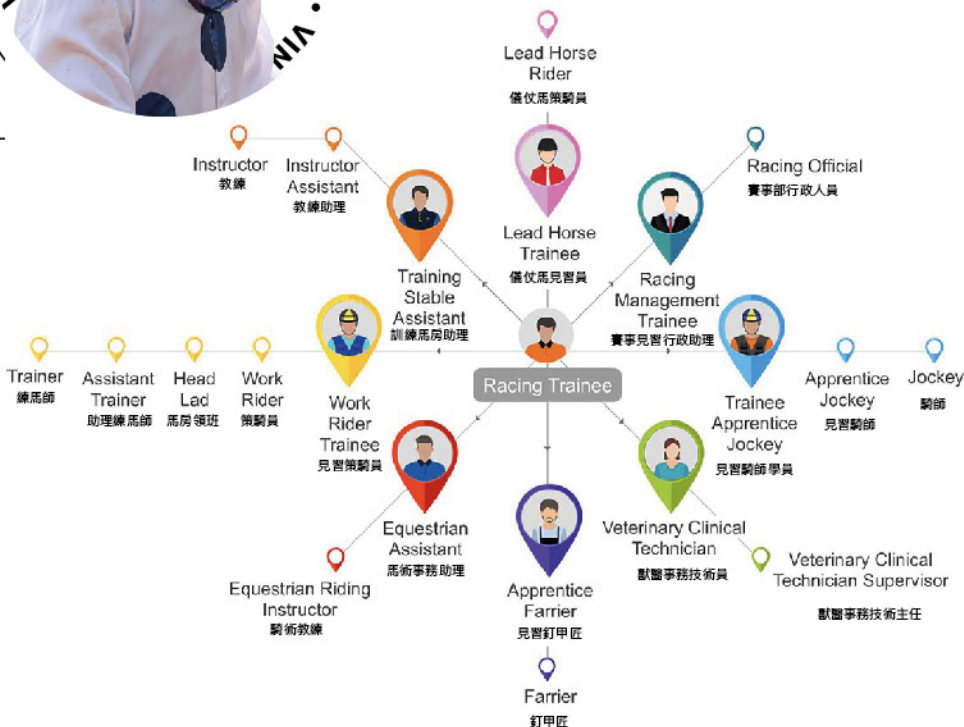 VIN
Lead Horse
Rider
儀仗馬策騎員
Instructor
教練
Instructor
Assistant
教練助理
Racing Official
賽事部行政人員
Lead Horse
Trainee
儀仗馬見習員
Training
Stable
Assistant
訓練馬房助理
Racing
Management
Trainee
賽事見習行政助理
Trainer
練馬師
Assistant
Trainer
助理練馬師
Head
Lad
馬房領班
Work
Rider
策騎員
Work
Rider
Trainee
見習策騎員
Racing Trainee
Trainee
Apprentice
Jockey
見習騎師學員
Apprentice
Jockey
見習騎師
Jockey
騎師
Equestrian
Assistant
馬術事務助理
Veterinary Clinical
Technician
獸醫事務技術員
Equestrian Riding
Instructor
騎術教練
Apprentice
Farrier
見習釘甲匠
Veterinary Clinical
Technician Supervisor
獸醫事務技術主任
Farrier
釘甲匠